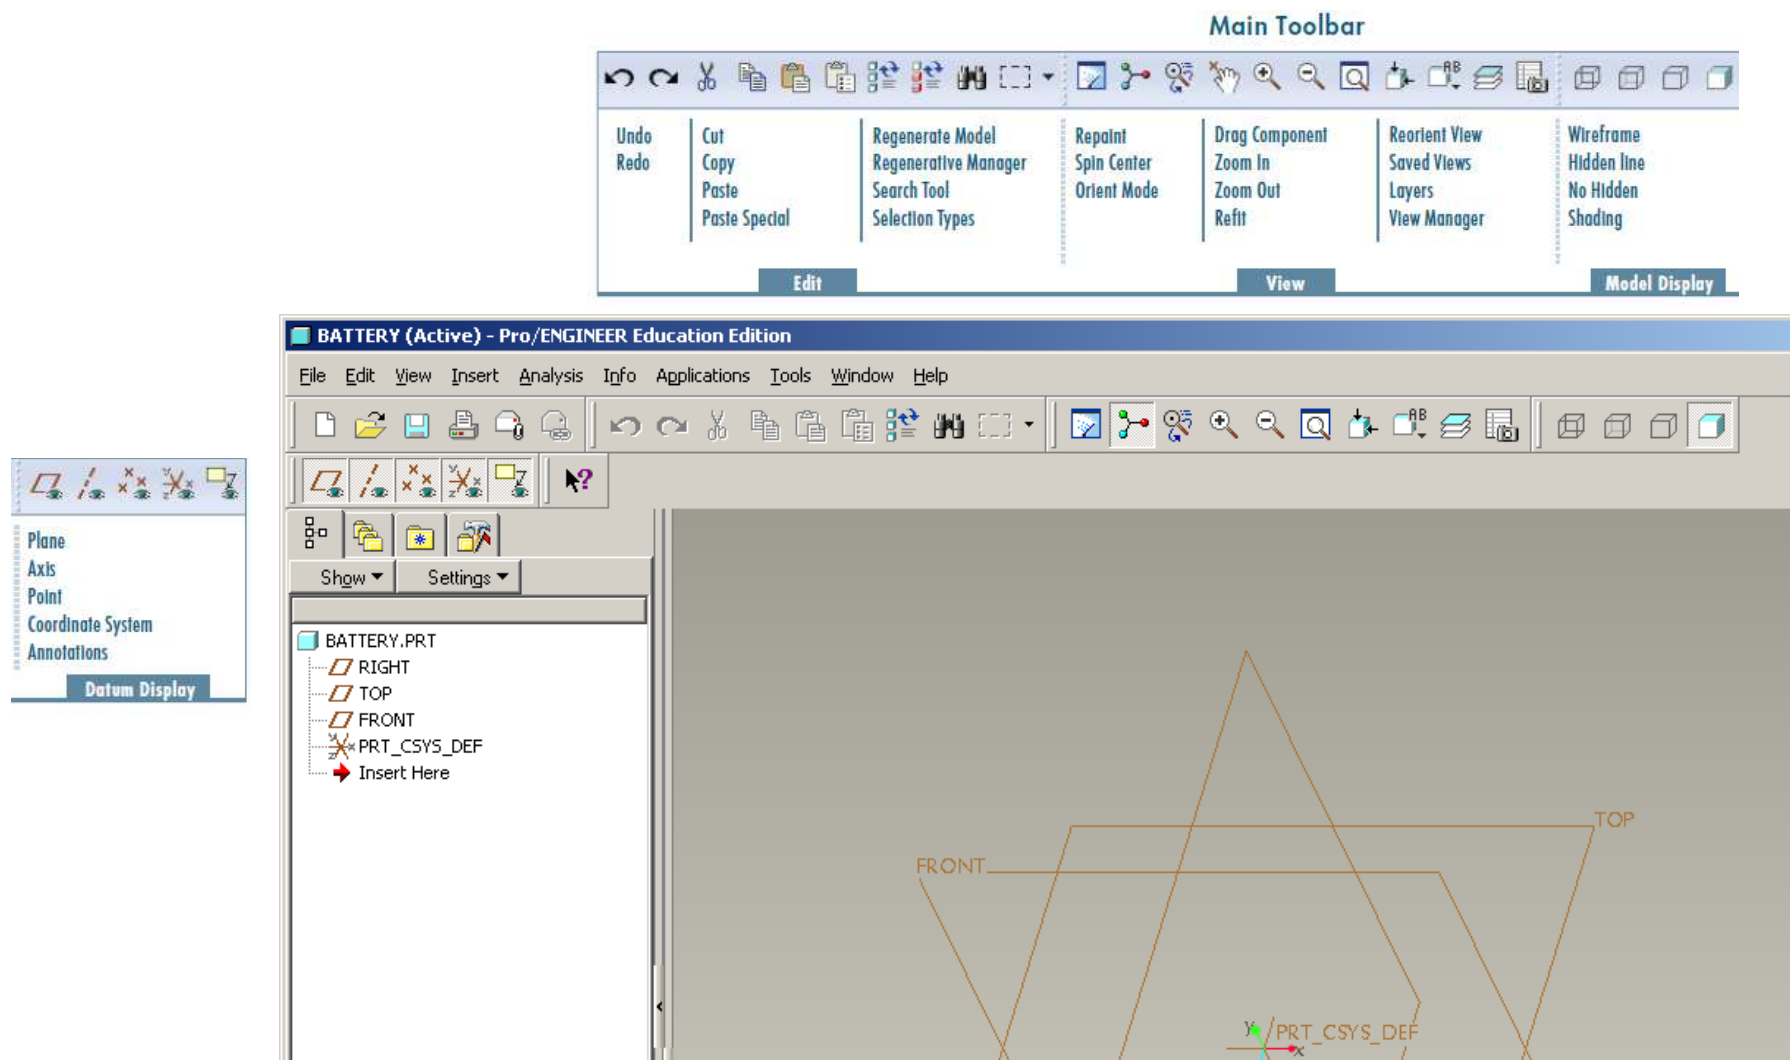 Main Toolbar
Undo
Redo
Cut
Copy
Paste
Paste Special
Regenerate Model
Regenerative Manager
Search Tool
Selection Types
Repaint
Spin Center
Orient Mode
Drag Component
Zoom In
Zoom Out
Refit
Reorient View
Saved Views
Layers
View Manager
Wireframe
Hidden line
No Hidden
Shading
Edit
View
Model Display
BATTERY (Active) - Pro/ENGINEER Education Edition
File Edit View Insert Analysis Info Applications Tools Window Help
Plane
Axis
Point
Coordinate System
Annotations
Datum Display
Show Settings
BATTERY.PRT
RIGHT
TOP
FRONT
PRT_CSYS_DEF
Insert Here
TOP
FRONT
Y PRT_CSYS_DEF
X